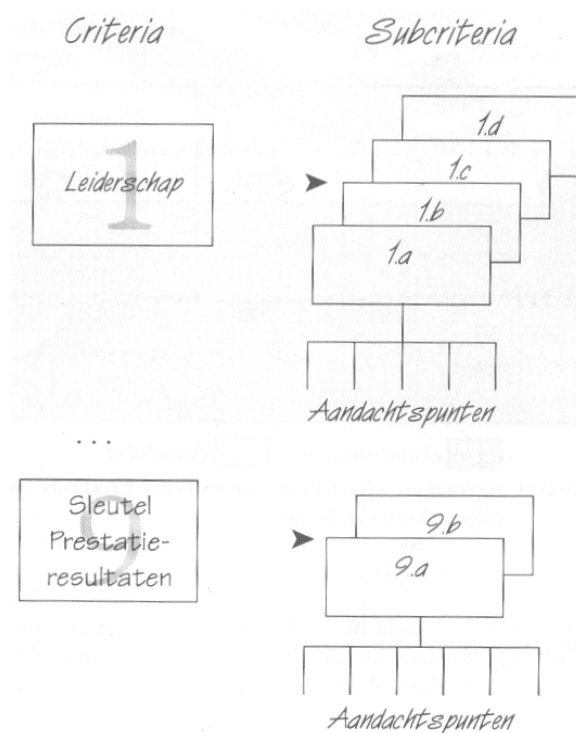 Criteria
Subcriteria
1
Leiderschap
1.d
1.c
1.b
1.a
Aandachtspunten
...
9
Sleutel
Prestatie-
resultaten
9.b
9.a
Aandachtspunten